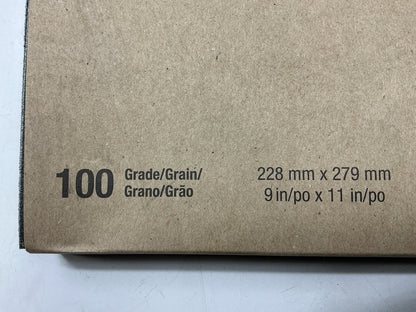 100 Grade/Grain/
Grano/Grão
228 mm x 279 mm
9 in/po x 11 in/po